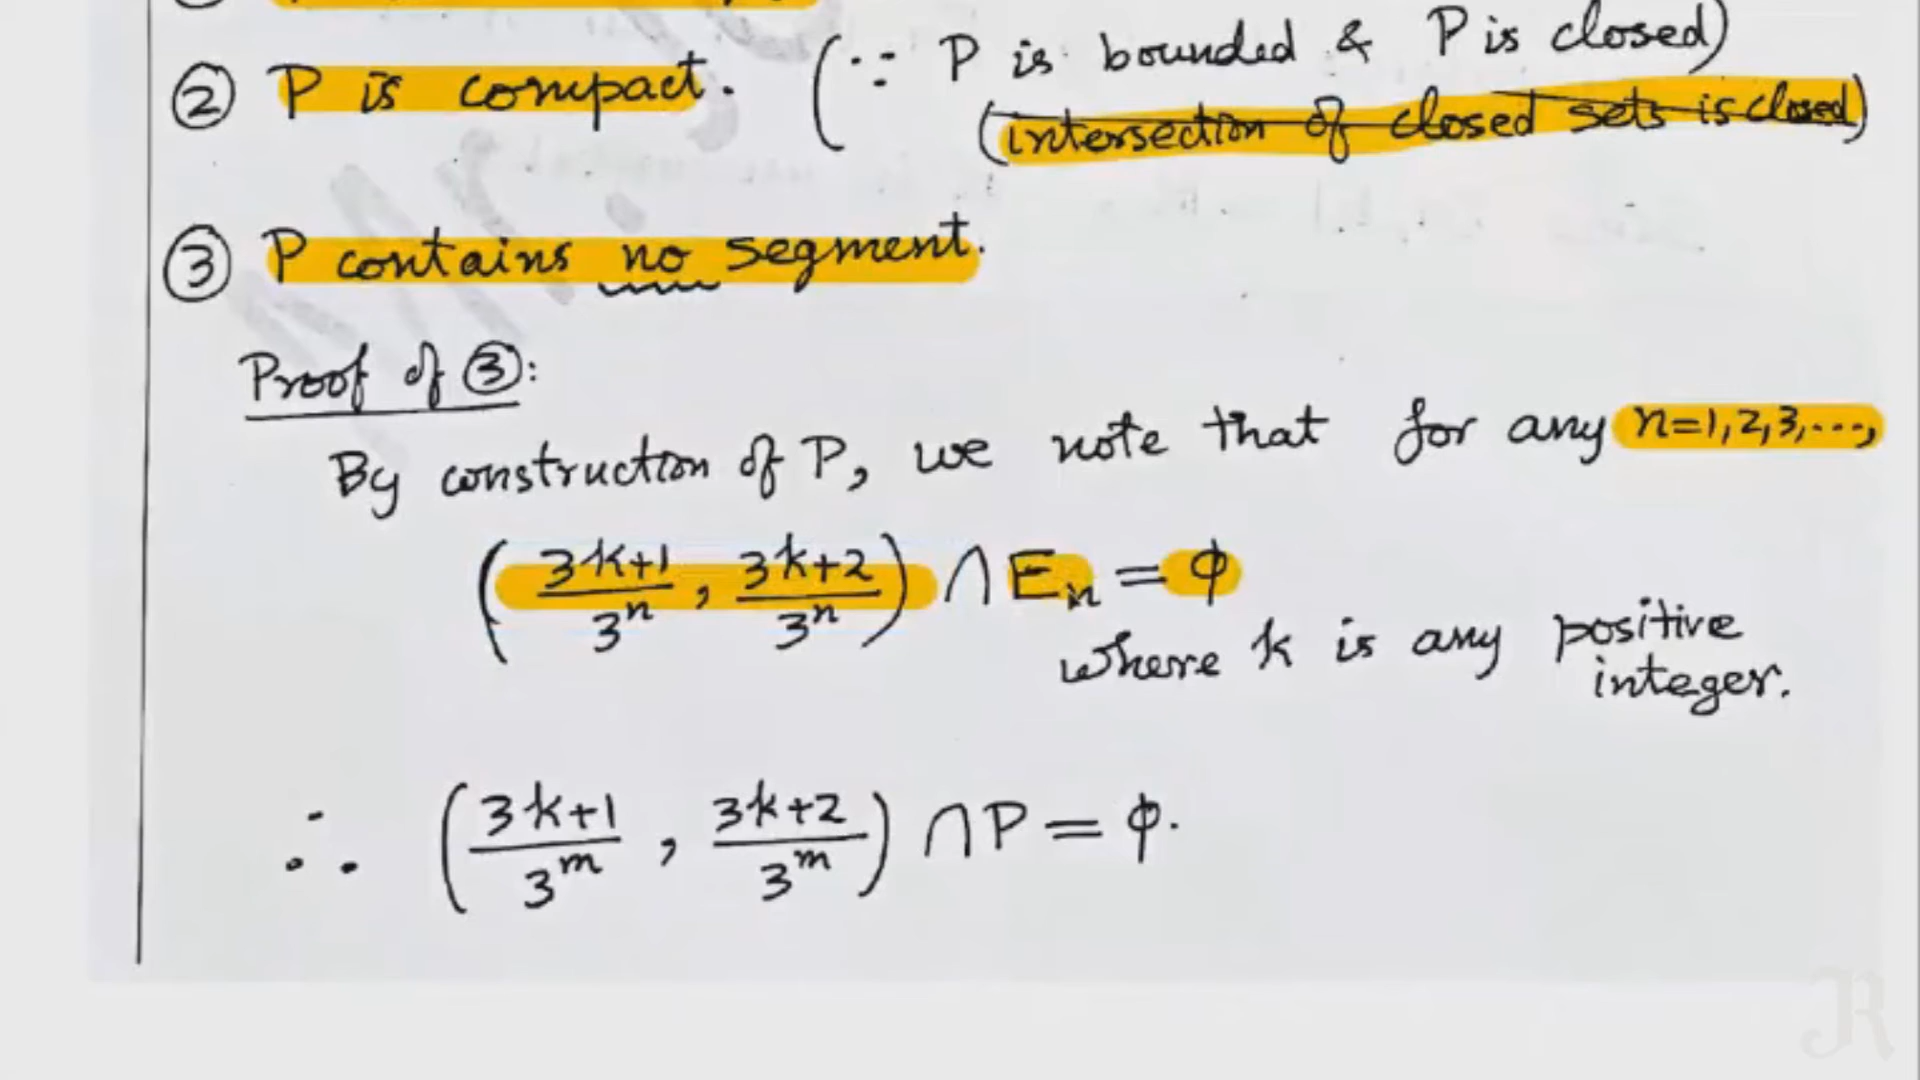 ② P is compact. (∵ P is bounded & P is closed)
(intersection of closed sets is closed)
③ P contains no segment.
Proof of ③:
By construction of P, we note that for any n=1,2,3,...,
((3k+1)/3^n, (3k+2)/3^n) ∩ E_n = ϕ
where k is any positive
integer.
∴ ((3k+1)/3^m, (3k+2)/3^m) ∩ P = ϕ.